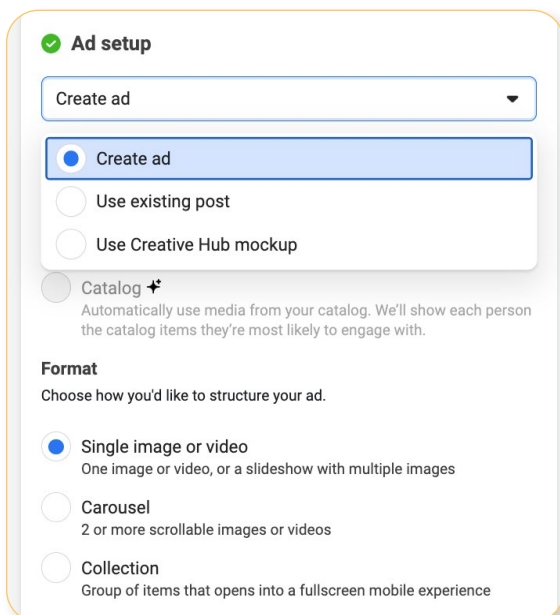 Ad setup
Create ad
Create ad
Use existing post
Use Creative Hub mockup
Catalog
Automatically use media from your catalog. We'll show each person
the catalog items they're most likely to engage with.
Format
Choose how you'd like to structure your ad.
Single image or video
One image or video, or a slideshow with multiple images
Carousel
2 or more scrollable images or videos
Collection
Group of items that opens into a fullscreen mobile experience